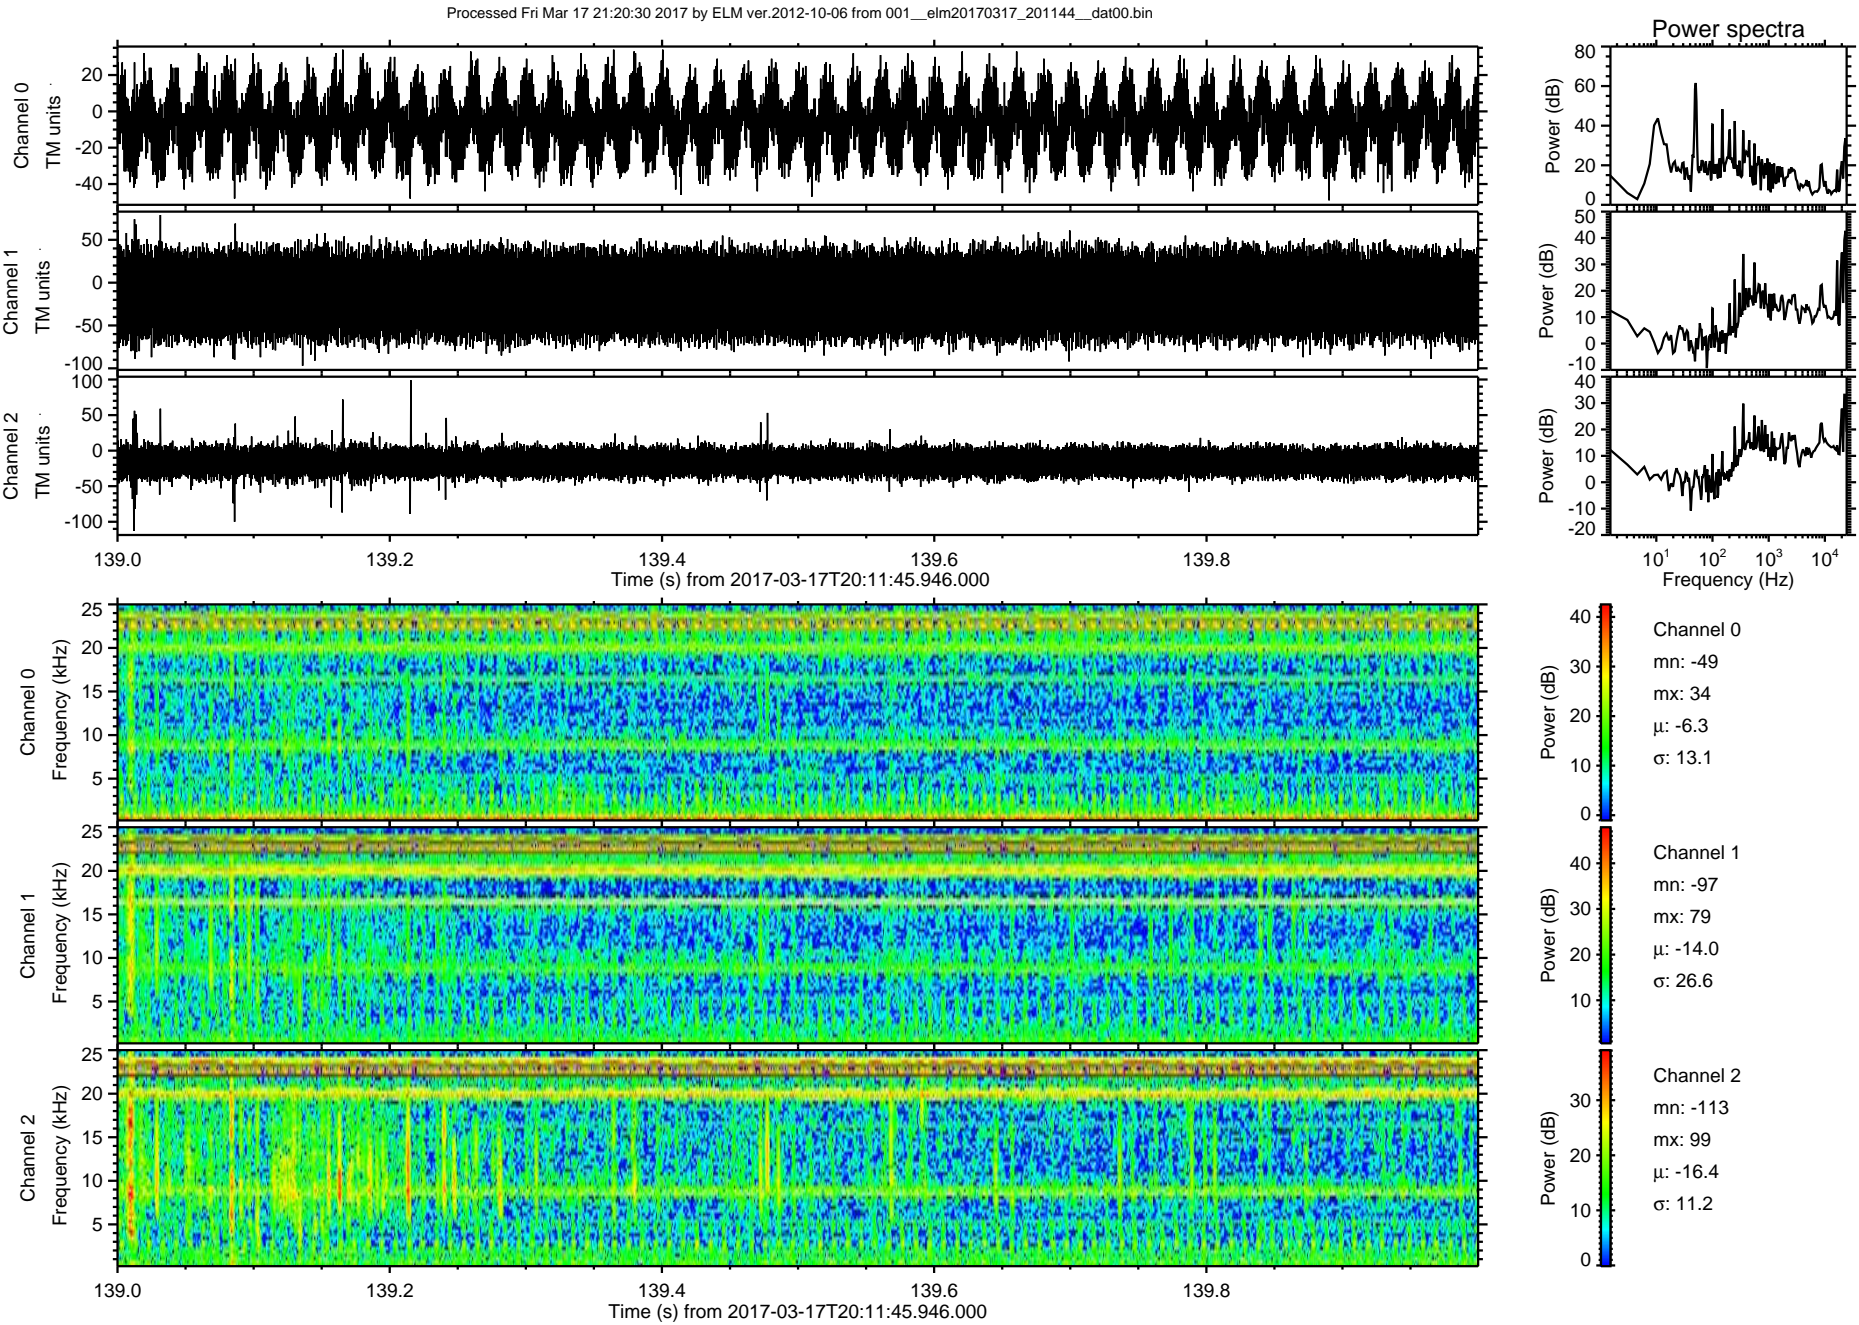 Processed Fri Mar 17 21:20:30 2017 by ELM ver.2012-10-06 from 001__elm20170317_201144__dat00.bin
Power spectra
Channel 0
TM units
20
0
-20
-40
Power (dB)
80
60
40
20
0
Channel 1
TM units
50
0
-50
-100
Power (dB)
50
40
30
20
10
0
-10
Channel 2
TM units
100
50
0
-50
-100
Power (dB)
40
30
20
10
0
-10
-20
139.0 139.2 139.4 139.6 139.8
Time (s) from 2017-03-17T20:11:45.946.000
10¹ 10² 10³ 10⁴
Frequency (Hz)
Channel 0
Frequency (kHz)
25
20
15
10
5
Power (dB)
40
30
20
10
0
Channel 0
mn: -49
mx: 34
μ: -6.3
σ: 13.1
Channel 1
Frequency (kHz)
25
20
15
10
5
Power (dB)
40
30
20
10
Channel 1
mn: -97
mx: 79
μ: -14.0
σ: 26.6
Channel 2
Frequency (kHz)
25
20
15
10
5
Power (dB)
30
20
10
0
Channel 2
mn: -113
mx: 99
μ: -16.4
σ: 11.2
139.0 139.2 139.4 139.6 139.8
Time (s) from 2017-03-17T20:11:45.946.000